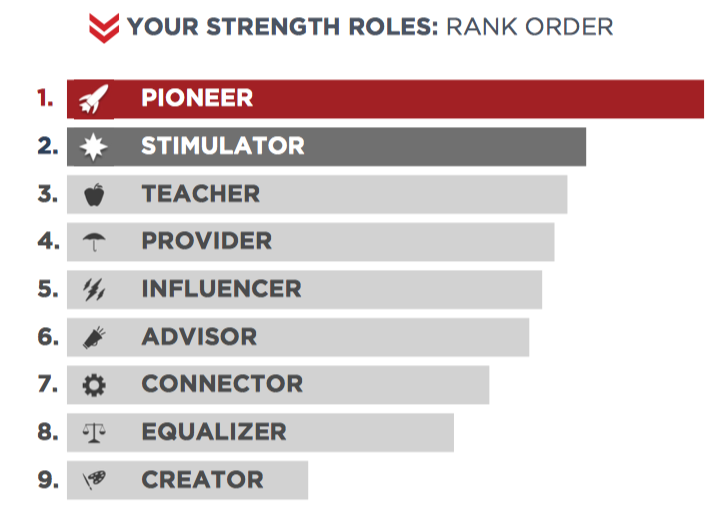 YOUR STRENGTH ROLES: RANK ORDER
1. PIONEER
2. STIMULATOR
3. TEACHER
4. PROVIDER
5. INFLUENCER
6. ADVISOR
7. CONNECTOR
8. EQUALIZER
9. CREATOR